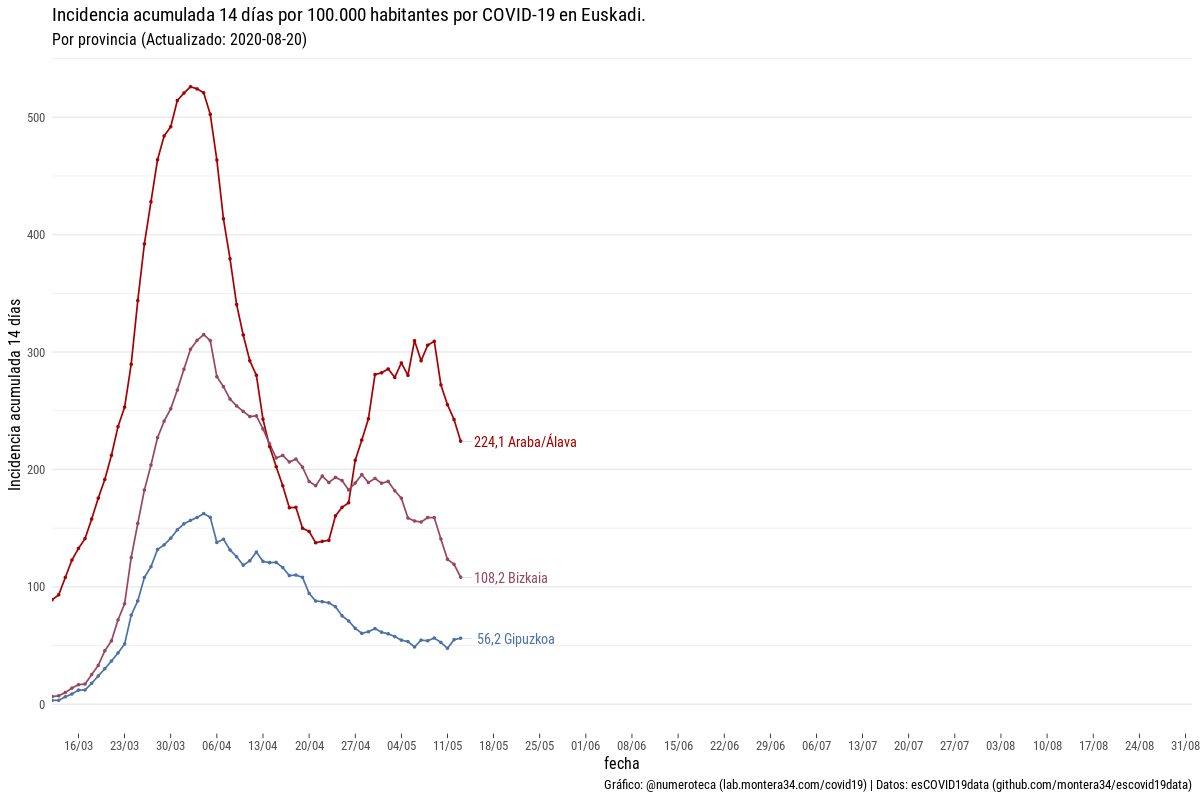 Incidencia acumulada 14 días por 100.000 habitantes por COVID-19 en Euskadi.
Por provincia (Actualizado: 2020-08-20)
Incidencia acumulada 14 días
500
400
300
200
100
0
224,1 Araba/Álava
108,2 Bizkaia
56,2 Gipuzkoa
16/03 23/03 30/03 06/04 13/04 20/04 27/04 04/05 11/05 18/05 25/05 01/06 08/06 15/06 22/06 29/06 06/07 13/07 20/07 27/07 03/08 10/08 17/08 24/08 31/08
fecha
Gráfico: @numeroteca (lab.montera34.com/covid19) | Datos: esCOVID19data (github.com/montera34/escovid19data)